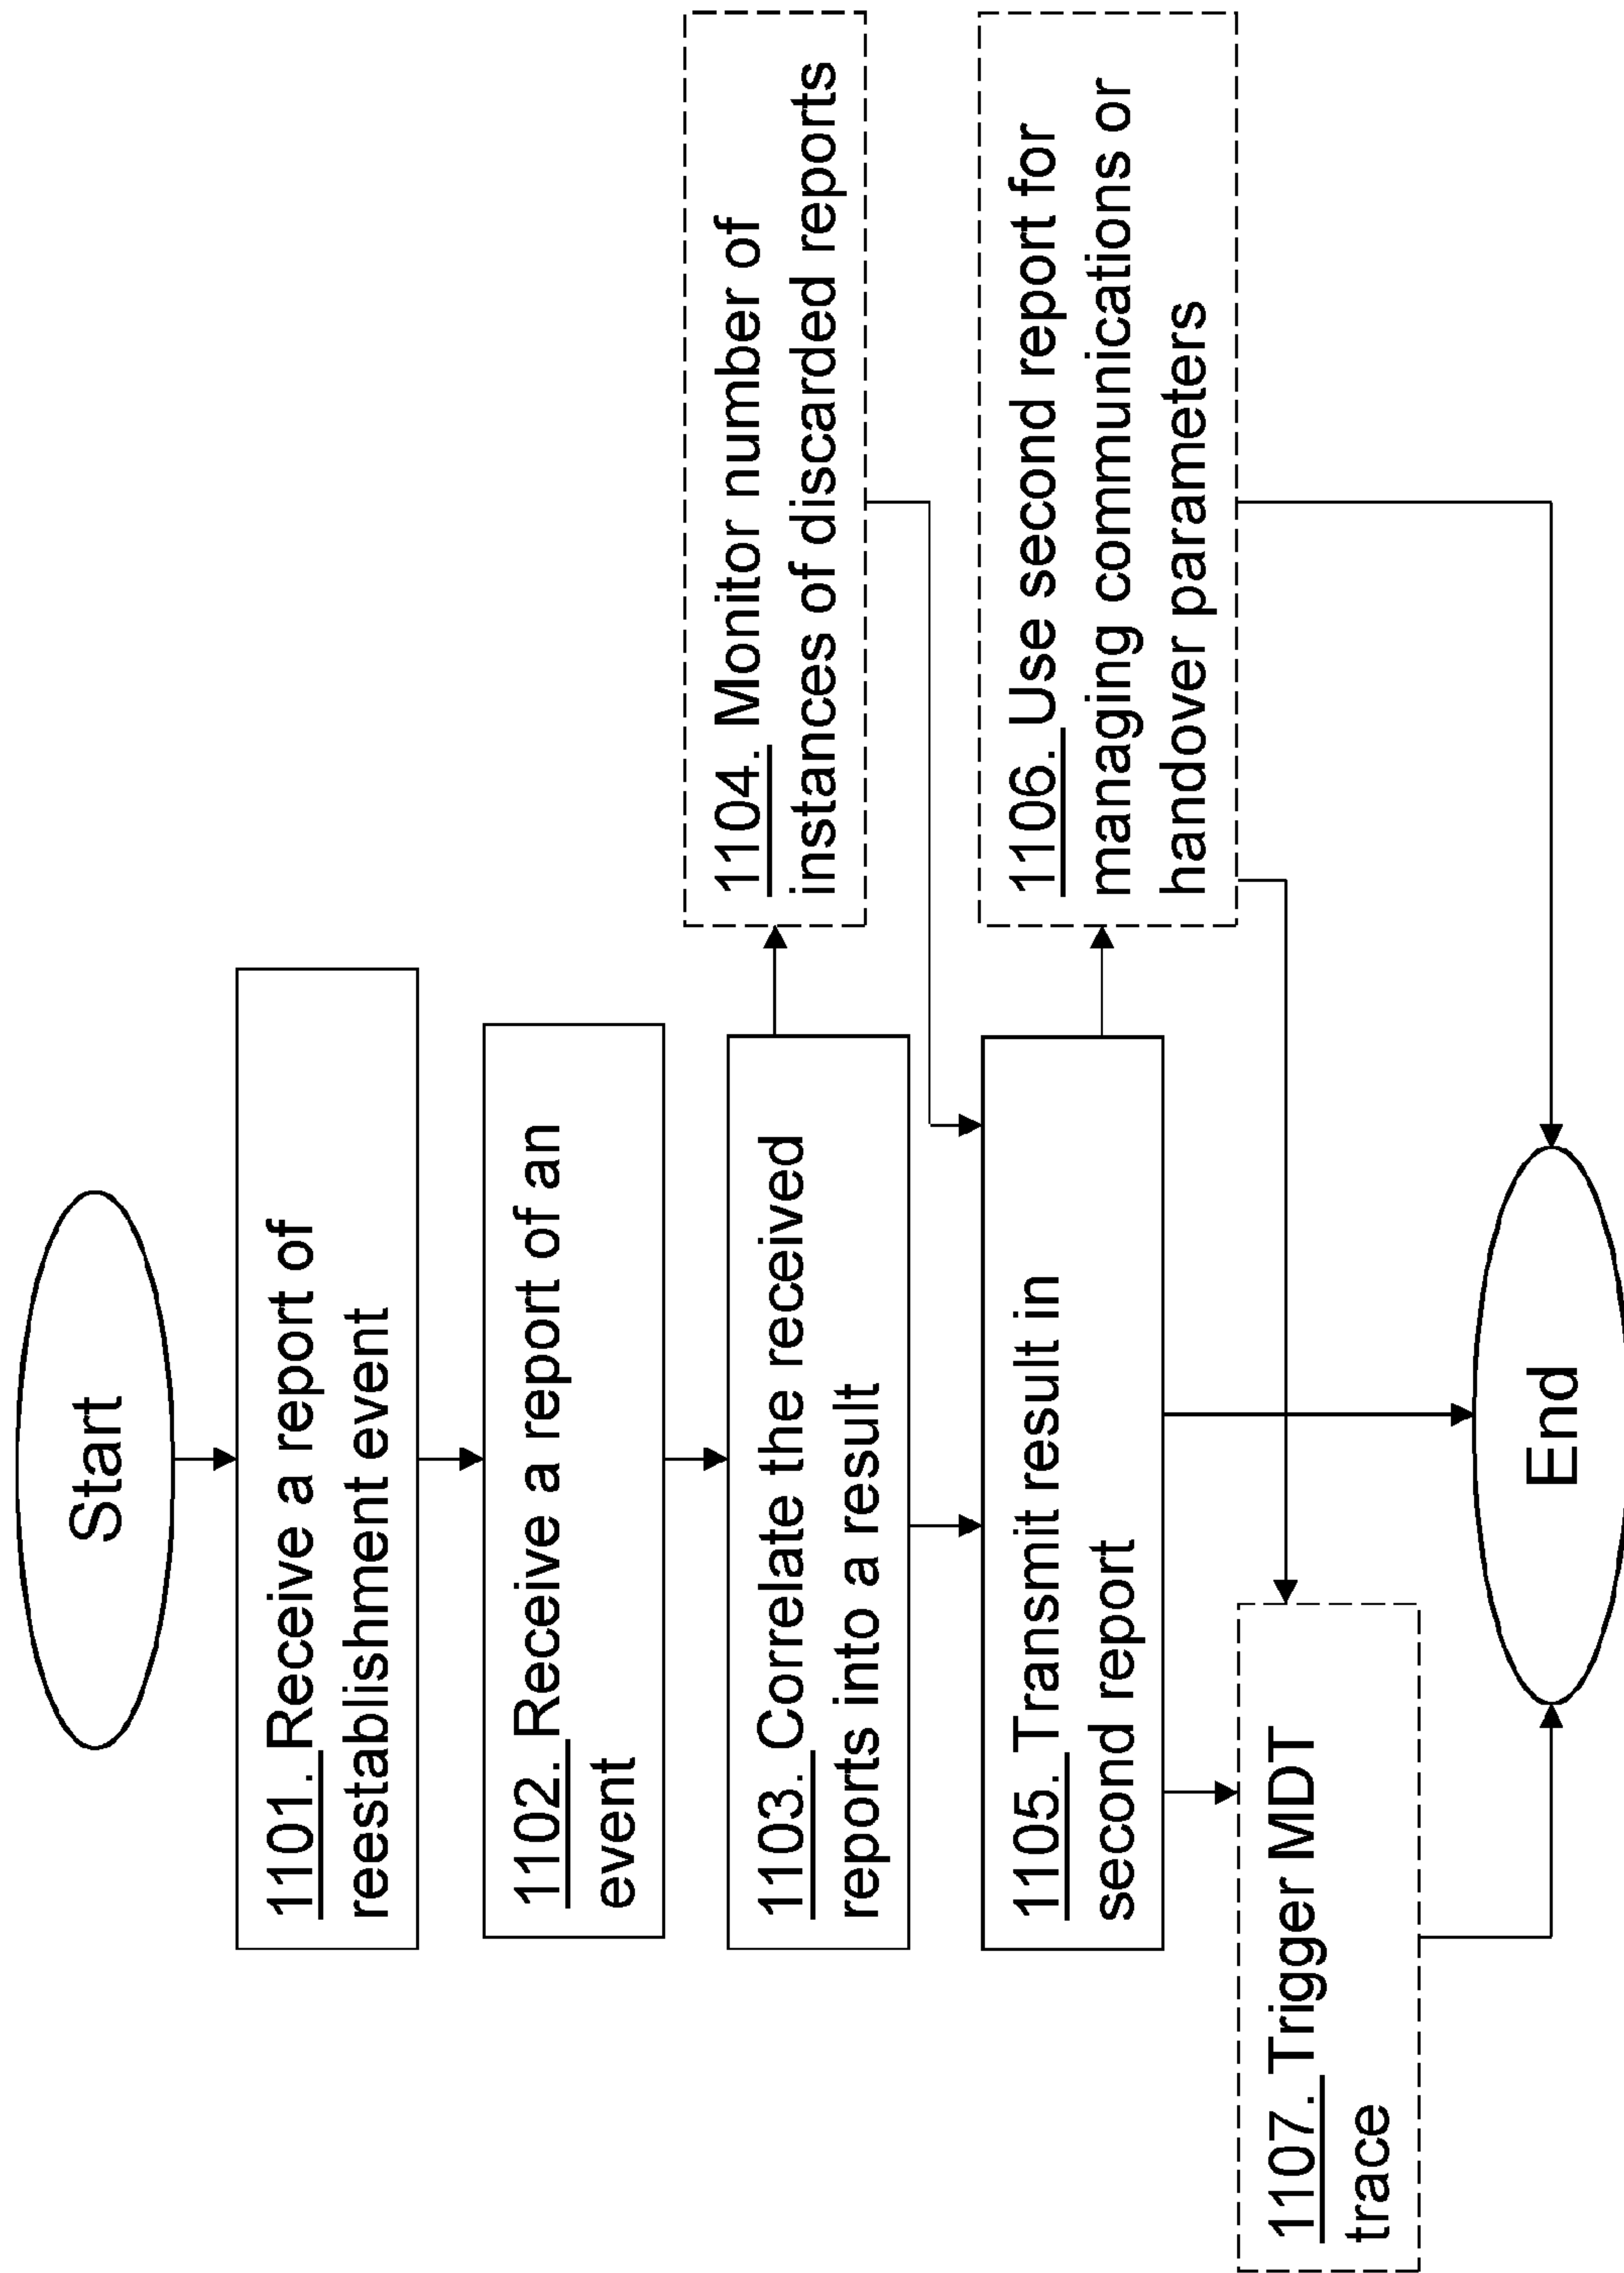 Start
1101. Receive a report of
reestablishment event
1102. Receive a report of an
event
1103. Correlate the received
reports into a result
1104. Monitor number of
instances of discarded reports
1105. Transmit result in
second report
1106. Use second report for
managing communications or
handover parameters
1107. Trigger MDT
trace
End